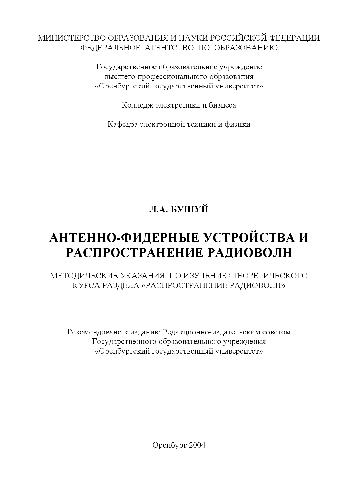 МИНИСТЕРСТВО ОБРАЗОВАНИЯ И НАУКИ РОССИЙСКОЙ ФЕДЕРАЦИИ
ФЕДЕРАЛЬНОЕ АГЕНТСТВО ПО ОБРАЗОВАНИЮ
Государственное образовательное учреждение
высшего профессионального образования
«Оренбургский государственный университет»
Колледж электроники и бизнеса
Кафедра электронной техники и физики
Л.А. БУШУЙ
АНТЕННО-ФИДЕРНЫЕ УСТРОЙСТВА И
РАСПРОСТРАНЕНИЕ РАДИОВОЛН
МЕТОДИЧЕСКИЕ УКАЗАНИЯ ПО ИЗУЧЕНИЮ ТЕОРЕТИЧЕСКОГО
КУРСА РАЗДЕЛА «РАСПРОСТРАНЕНИЕ РАДИОВОЛН»
Рекомендовано к изданию Редакционно-издательским советом
Государственного образовательного учреждения
«Оренбургский государственный университет»
Оренбург 2004